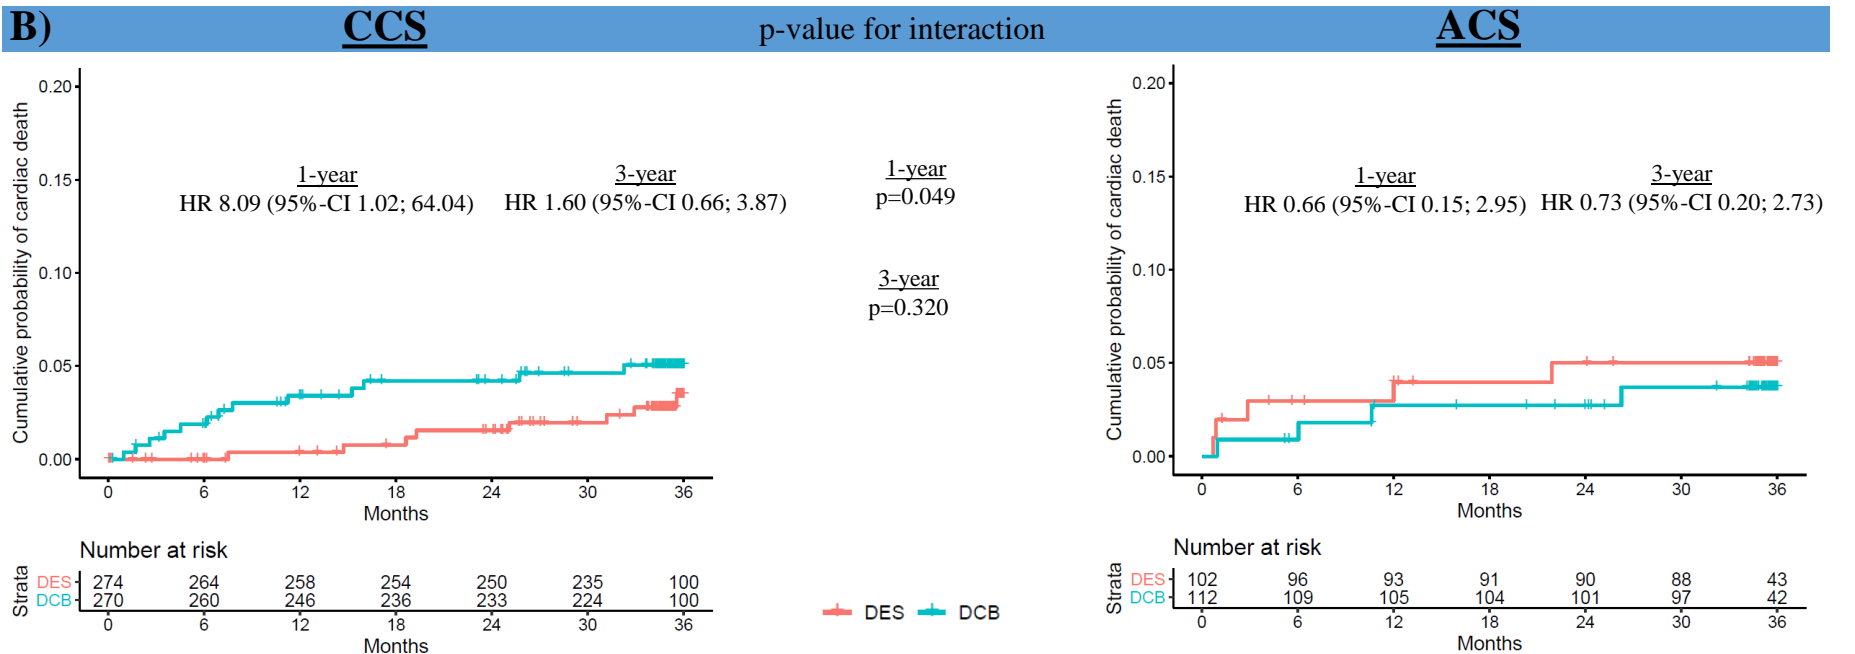 B) CCS p-value for interaction ACS
Cumulative probability of cardiac death
0.20
0.15
0.10
0.05
0.00
1-year
HR 8.09 (95%-CI 1.02; 64.04)
3-year
HR 1.60 (95%-CI 0.66; 3.87)
0 6 12 18 24 30 36
Months
Number at risk
Strata
DES 274 264 258 254 250 235 100
DCB 270 260 246 236 233 224 100
0 6 12 18 24 30 36
Months
1-year
p=0.049
3-year
p=0.320
DES DCB
Cumulative probability of cardiac death
0.20
0.15
0.10
0.05
0.00
1-year
HR 0.66 (95%-CI 0.15; 2.95)
3-year
HR 0.73 (95%-CI 0.20; 2.73)
0 6 12 18 24 30 36
Months
Number at risk
Strata
DES 102 96 93 91 90 88 43
DCB 112 109 105 104 101 97 42
0 6 12 18 24 30 36
Months